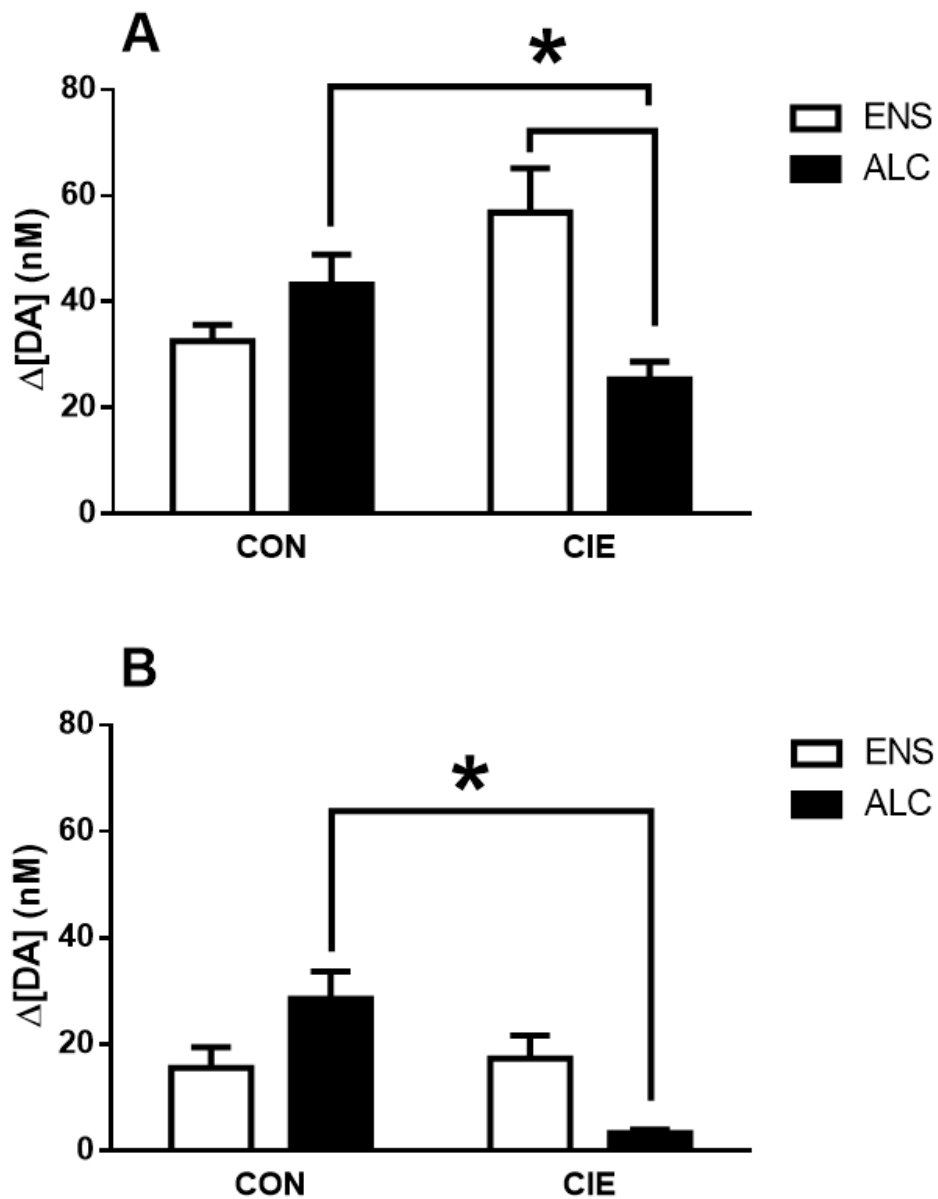 A
*
80
60
40
20
0
Δ[DA] (nM)
CON
CIE
ENS
ALC
B
*
80
60
40
20
0
Δ[DA] (nM)
CON
CIE
ENS
ALC